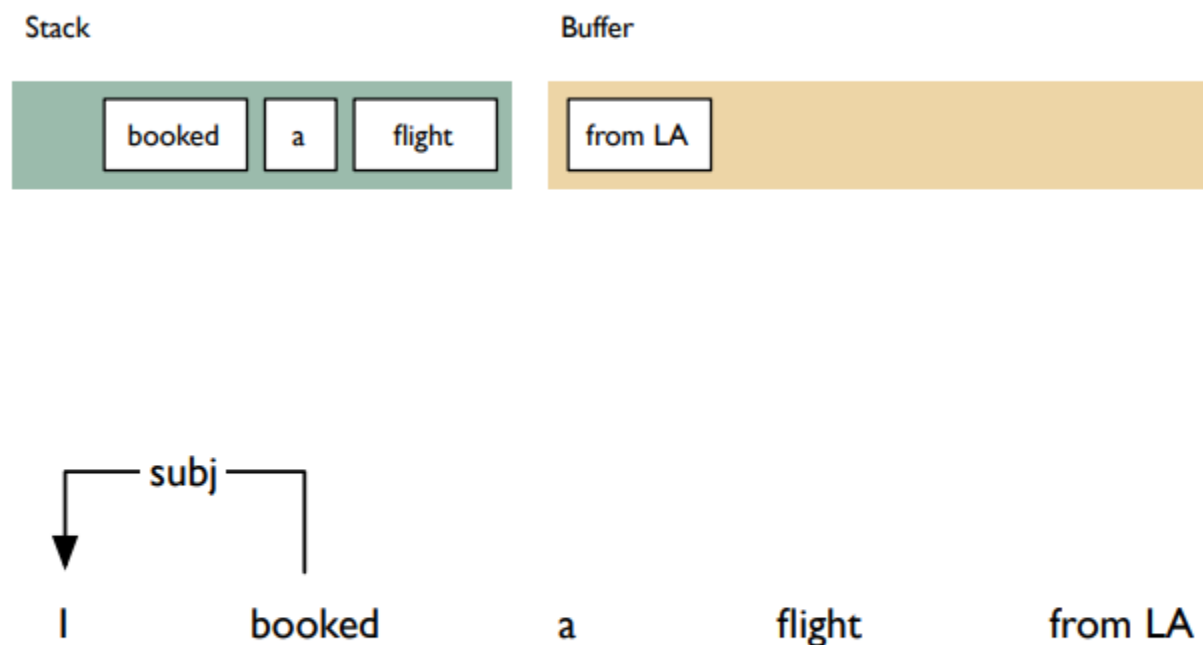 Stack Buffer
booked a flight from LA
subj
I booked a flight from LA